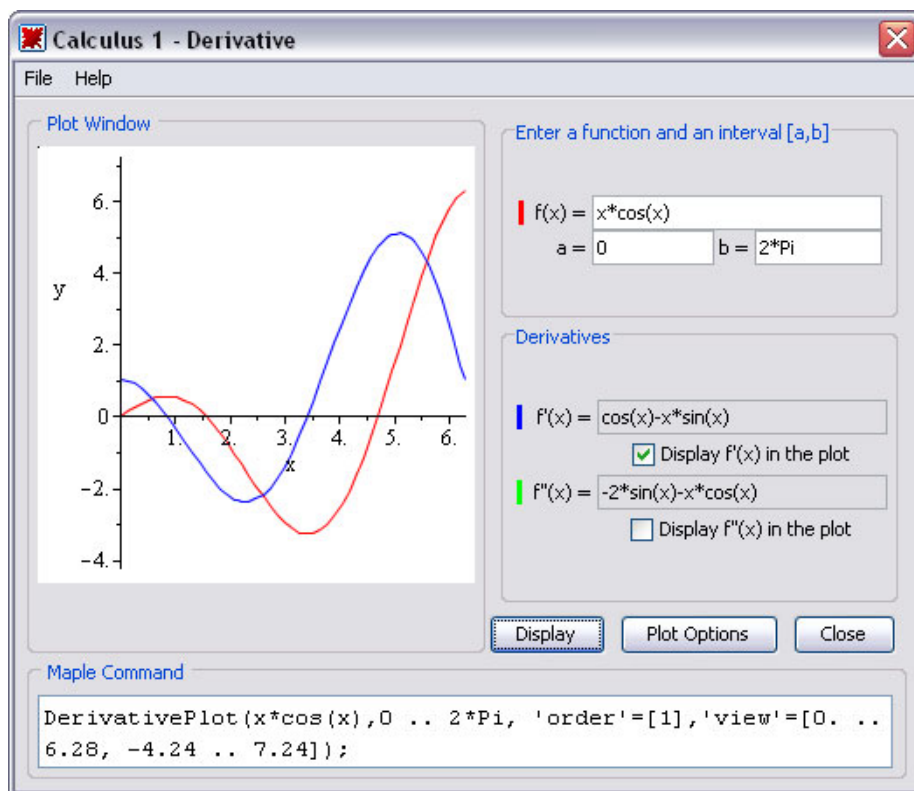 Calculus 1 - Derivative
File Help
Plot Window
6.
4.
y
2.
0
1. 2. 3. 4. 5. 6.
x
-2.
-4.
Enter a function and an interval [a,b]
f(x) = x*cos(x)
a = 0 b = 2*Pi
Derivatives
f'(x) = cos(x)-x*sin(x)
Display f'(x) in the plot
f''(x) = -2*sin(x)-x*cos(x)
Display f''(x) in the plot
Display Plot Options Close
Maple Command
DerivativePlot(x*cos(x),0 .. 2*Pi, 'order'=[1],'view'=[0. ..
6.28, -4.24 .. 7.24]);